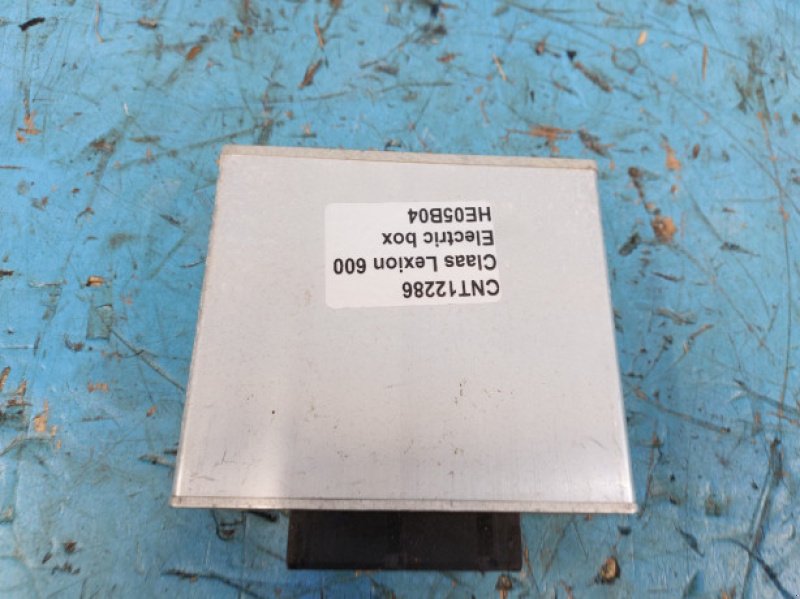 CNT12286
Claas Lexion 600
Electric box
HE05B04